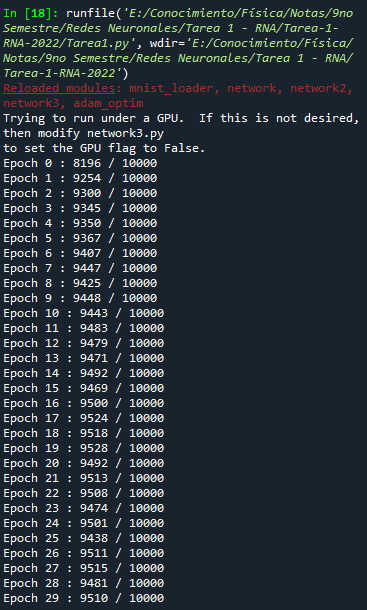 In [18]: runfile('E:/Conocimiento/Física/Notas/9no
Semestre/Redes Neuronales/Tarea 1 - RNA/Tarea-1-
RNA-2022/Tarea1.py', wdir='E:/Conocimiento/Física/
Notas/9no Semestre/Redes Neuronales/Tarea 1 - RNA/
Tarea-1-RNA-2022')
Reloaded modules: mnist_loader, network, network2,
network3, adam_optim
Trying to run under a GPU.  If this is not desired,
then modify network3.py
to set the GPU flag to False.
Epoch 0 : 8196 / 10000
Epoch 1 : 9254 / 10000
Epoch 2 : 9300 / 10000
Epoch 3 : 9345 / 10000
Epoch 4 : 9350 / 10000
Epoch 5 : 9367 / 10000
Epoch 6 : 9407 / 10000
Epoch 7 : 9447 / 10000
Epoch 8 : 9425 / 10000
Epoch 9 : 9448 / 10000
Epoch 10 : 9443 / 10000
Epoch 11 : 9483 / 10000
Epoch 12 : 9479 / 10000
Epoch 13 : 9471 / 10000
Epoch 14 : 9492 / 10000
Epoch 15 : 9469 / 10000
Epoch 16 : 9500 / 10000
Epoch 17 : 9524 / 10000
Epoch 18 : 9518 / 10000
Epoch 19 : 9528 / 10000
Epoch 20 : 9492 / 10000
Epoch 21 : 9513 / 10000
Epoch 22 : 9508 / 10000
Epoch 23 : 9474 / 10000
Epoch 24 : 9501 / 10000
Epoch 25 : 9438 / 10000
Epoch 26 : 9511 / 10000
Epoch 27 : 9515 / 10000
Epoch 28 : 9481 / 10000
Epoch 29 : 9510 / 10000